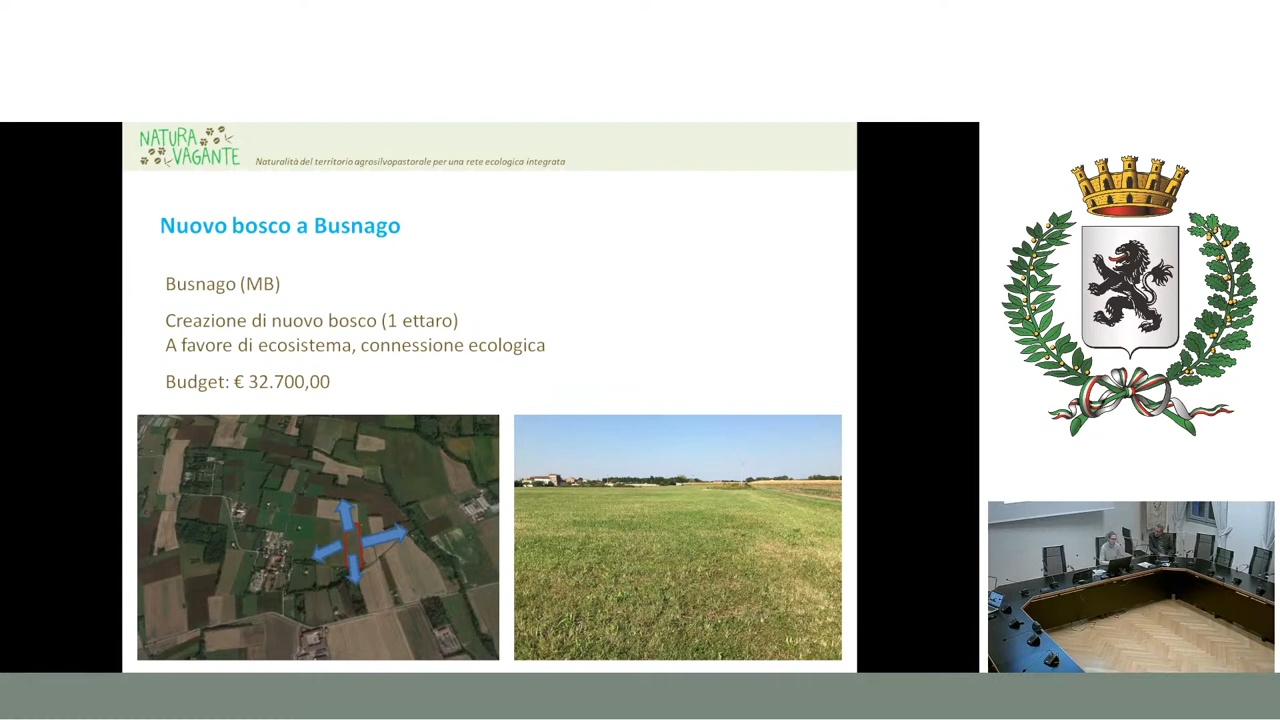 NATURA
VAGANTE
Naturalità del territorio agrosilvopastorale per una rete ecologica integrata
Nuovo bosco a Busnago
Busnago (MB)
Creazione di nuovo bosco (1 ettaro)
A favore di ecosistema, connessione ecologica
Budget: € 32.700,00